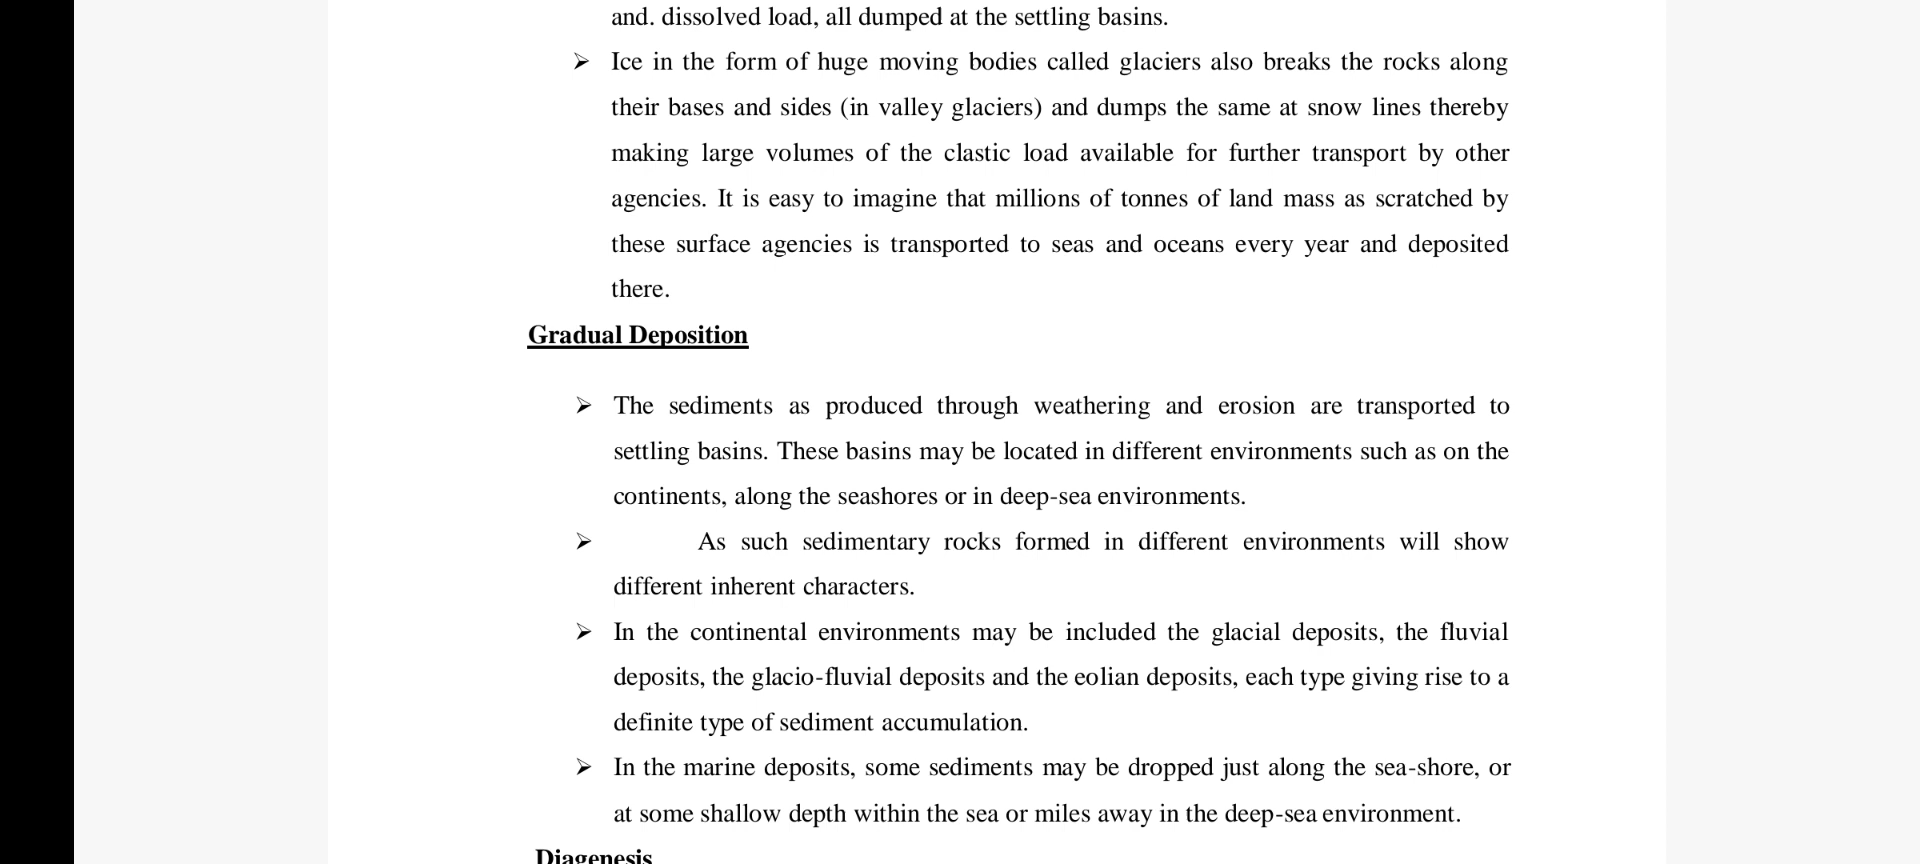 and. dissolved load, all dumped at the settling basins.
➢ Ice in the form of huge moving bodies called glaciers also breaks the rocks along
their bases and sides (in valley glaciers) and dumps the same at snow lines thereby
making large volumes of the clastic load available for further transport by other
agencies. It is easy to imagine that millions of tonnes of land mass as scratched by
these surface agencies is transported to seas and oceans every year and deposited
there.
Gradual Deposition
➢ The sediments as produced through weathering and erosion are transported to
settling basins. These basins may be located in different environments such as on the
continents, along the seashores or in deep-sea environments.
➢ As such sedimentary rocks formed in different environments will show
different inherent characters.
➢ In the continental environments may be included the glacial deposits, the fluvial
deposits, the glacio-fluvial deposits and the eolian deposits, each type giving rise to a
definite type of sediment accumulation.
➢ In the marine deposits, some sediments may be dropped just along the sea-shore, or
at some shallow depth within the sea or miles away in the deep-sea environment.
Diagenesis